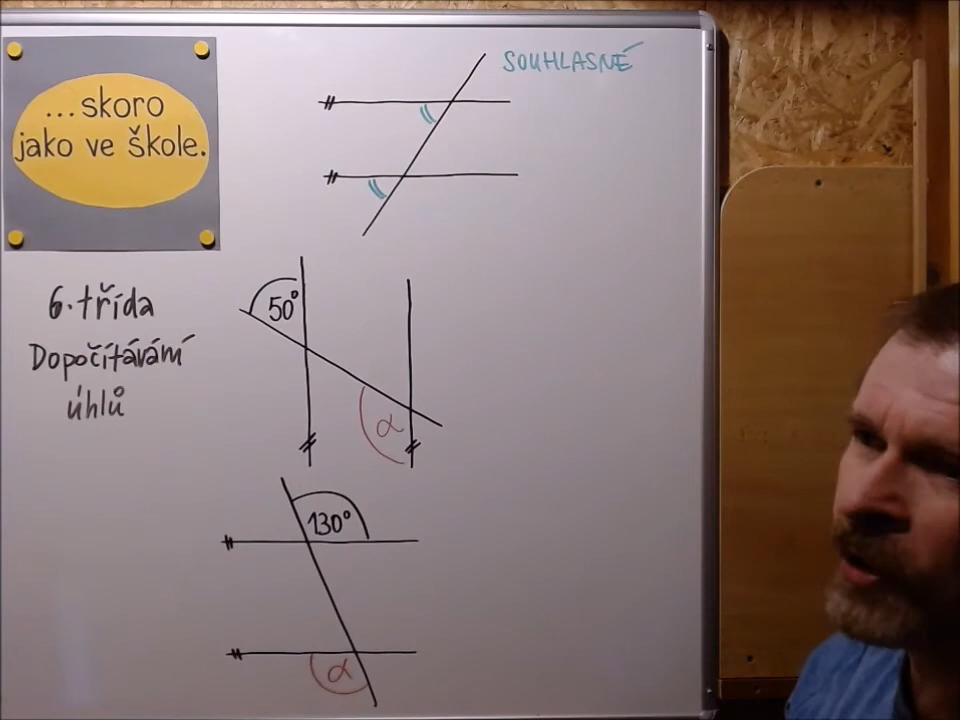 ...skoro
jako ve škole.
SOUHLASNÉ
6. třída
Dopočítávání
úhlů
50°
α
130°
α